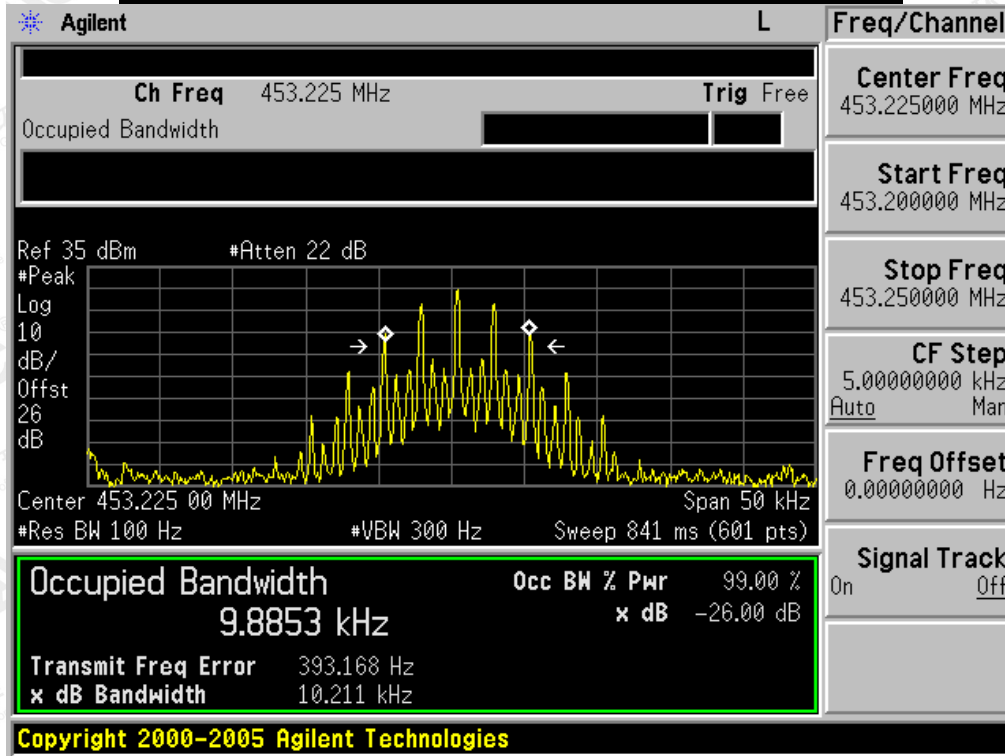 Agilent L Freq/Channel
Ch Freq 453.225 MHz Trig Free
Occupied Bandwidth
Center Freq
453.225000 MHz
Start Freq
453.200000 MHz
Stop Freq
453.250000 MHz
CF Step
5.00000000 kHz
Auto Man
Freq Offset
0.00000000 Hz
Signal Track
On Off
Ref 35 dBm #Atten 22 dB
#Peak
Log
10
dB/
Offst
26
dB
Center 453.225 00 MHz Span 50 kHz
#Res BW 100 Hz #VBW 300 Hz Sweep 841 ms (601 pts)
Occupied Bandwidth Occ BW % Pwr 99.00 %
9.8853 kHz x dB -26.00 dB
Transmit Freq Error 393.168 Hz
x dB Bandwidth 10.211 kHz
Copyright 2000-2005 Agilent Technologies